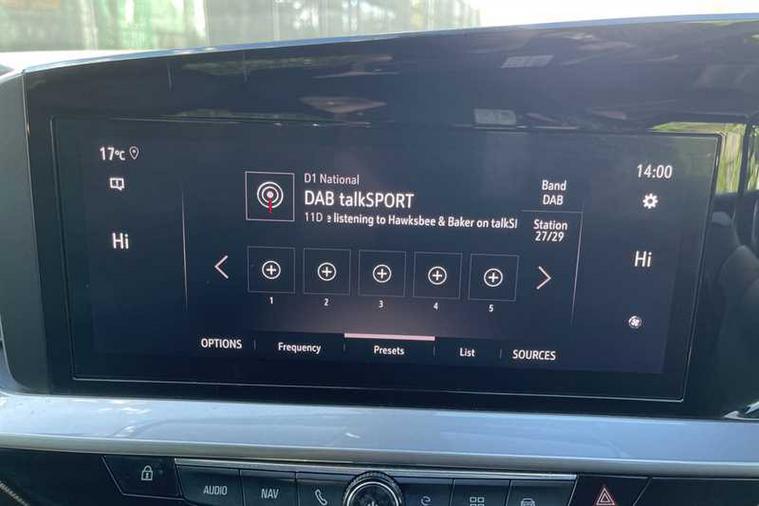 17°C
14:00
D1 National
DAB talkSPORT
11D e listening to Hawksbee & Baker on talkS
Band
DAB
Station
27/29
Hi
Hi
1 2 3 4 5
OPTIONS Frequency Presets List SOURCES
AUDIO NAV